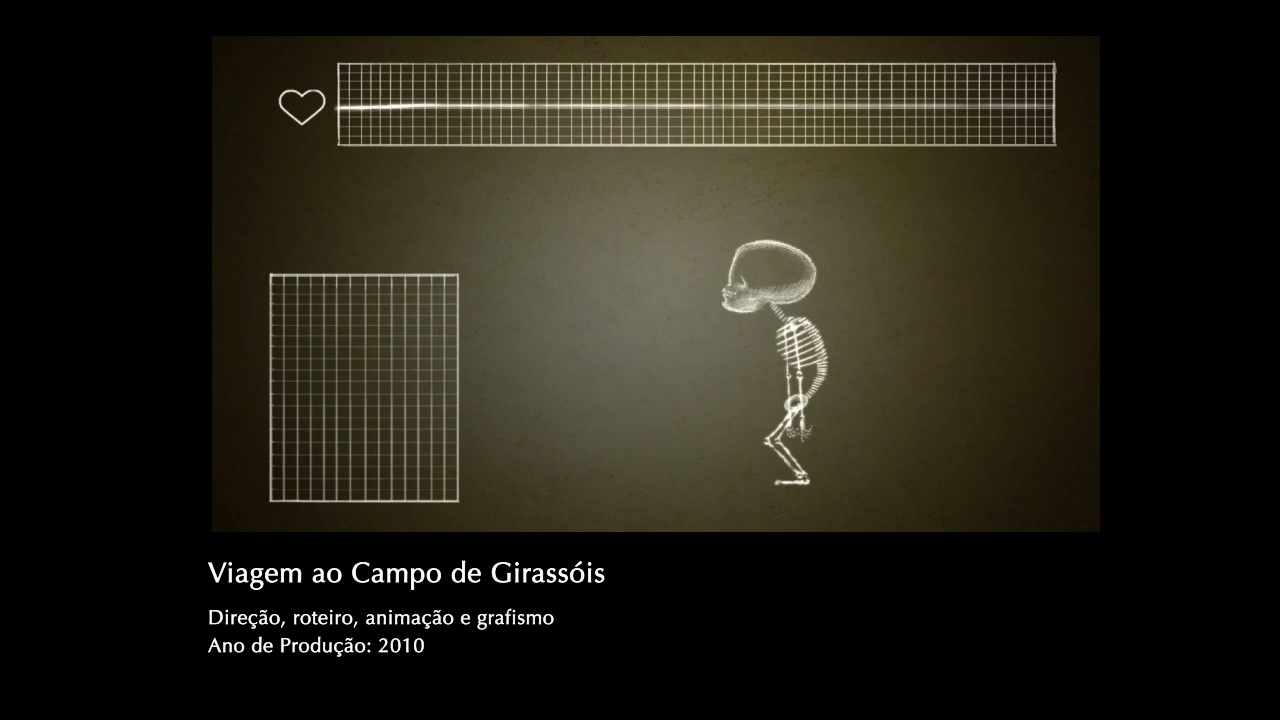 Viagem ao Campo de Girassóis
Direção, roteiro, animação e grafismo
Ano de Produção: 2010